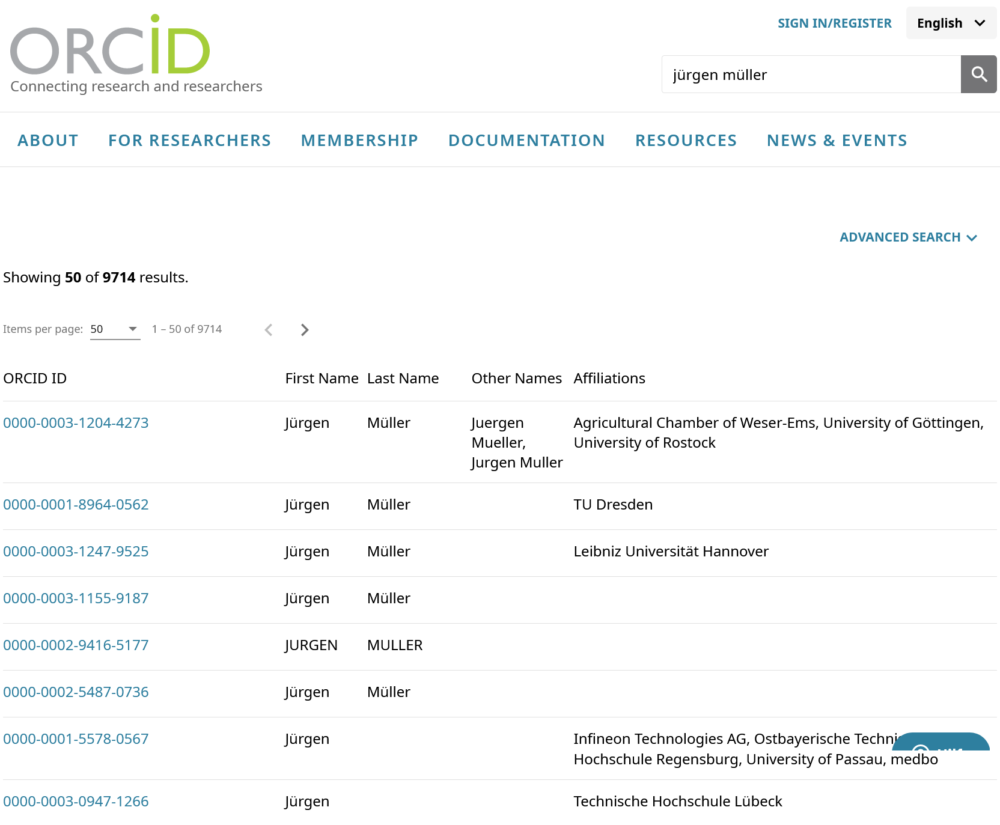 ORCID
Connecting research and researchers
SIGN IN/REGISTER
English
jürgen müller
ABOUT FOR RESEARCHERS MEMBERSHIP DOCUMENTATION RESOURCES NEWS & EVENTS
ADVANCED SEARCH
Showing 50 of 9714 results.
Items per page: 50 1 – 50 of 9714
ORCID ID First Name Last Name Other Names Affiliations
0000-0003-1204-4273 Jürgen Müller Juergen Agricultural Chamber of Weser-Ems, University of Göttingen,
Mueller, University of Rostock
Jurgen Muller
0000-0001-8964-0562 Jürgen Müller TU Dresden
0000-0003-1247-9525 Jürgen Müller Leibniz Universität Hannover
0000-0003-1155-9187 Jürgen Müller
0000-0002-9416-5177 JURGEN MULLER
0000-0002-5487-0736 Jürgen Müller
0000-0001-5578-0567 Jürgen Infineon Technologies AG, Ostbayerische
Hochschule Regensburg, University of Passau, medbo
0000-0003-0947-1266 Jürgen Technische Hochschule Lübeck